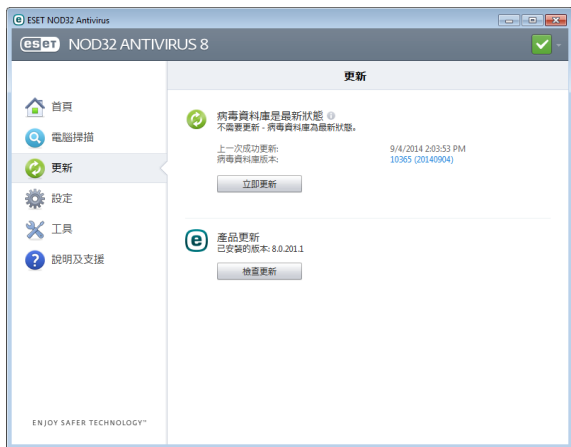 ESET NOD32 Antivirus
eset NOD32 ANTIVIRUS 8
更新
首頁
電腦掃描
更新
設定
工具
說明及支援
病毒資料庫是最新狀態
不需要更新 - 病毒資料庫為最新狀態。
上一次成功更新: 9/4/2014 2:03:53 PM
病毒資料庫版本: 10365 (20140904)
立即更新
e 產品更新
已安裝的版本: 8.0.201.1
檢查更新
ENJOY SAFER TECHNOLOGY™